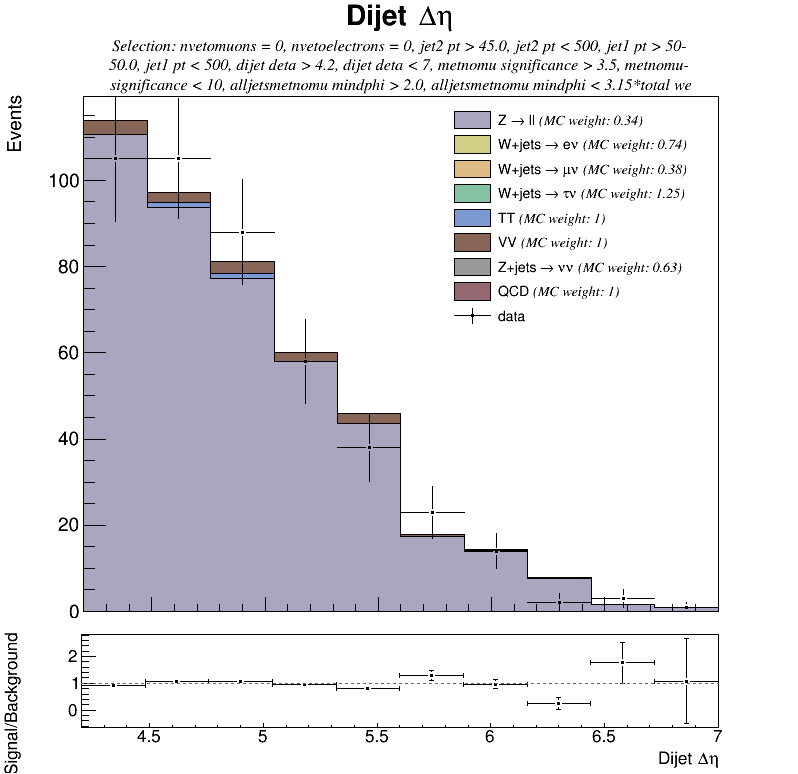 Dijet Δη
Selection: nvetomuons = 0, nvetoelectrons = 0, jet2 pt > 45.0, jet2 pt < 500, jet1 pt > 50-
50.0, jet1 pt < 500, dijet deta > 4.2, dijet deta < 7, metnomu significance > 3.5, metnomu-
significance < 10, alljetsmetnomu mindphi > 2.0, alljetsmetnomu mindphi < 3.15*total we
Events
100
80
60
40
20
0
Z → ll (MC weight: 0.34)
W+jets → eν (MC weight: 0.74)
W+jets → μν (MC weight: 0.38)
W+jets → τν (MC weight: 1.25)
TT (MC weight: 1)
VV (MC weight: 1)
Z+jets → νν (MC weight: 0.63)
QCD (MC weight: 1)
data
Signal/Background
2
1
0
4.5 5 5.5 6 6.5 7
Dijet Δη